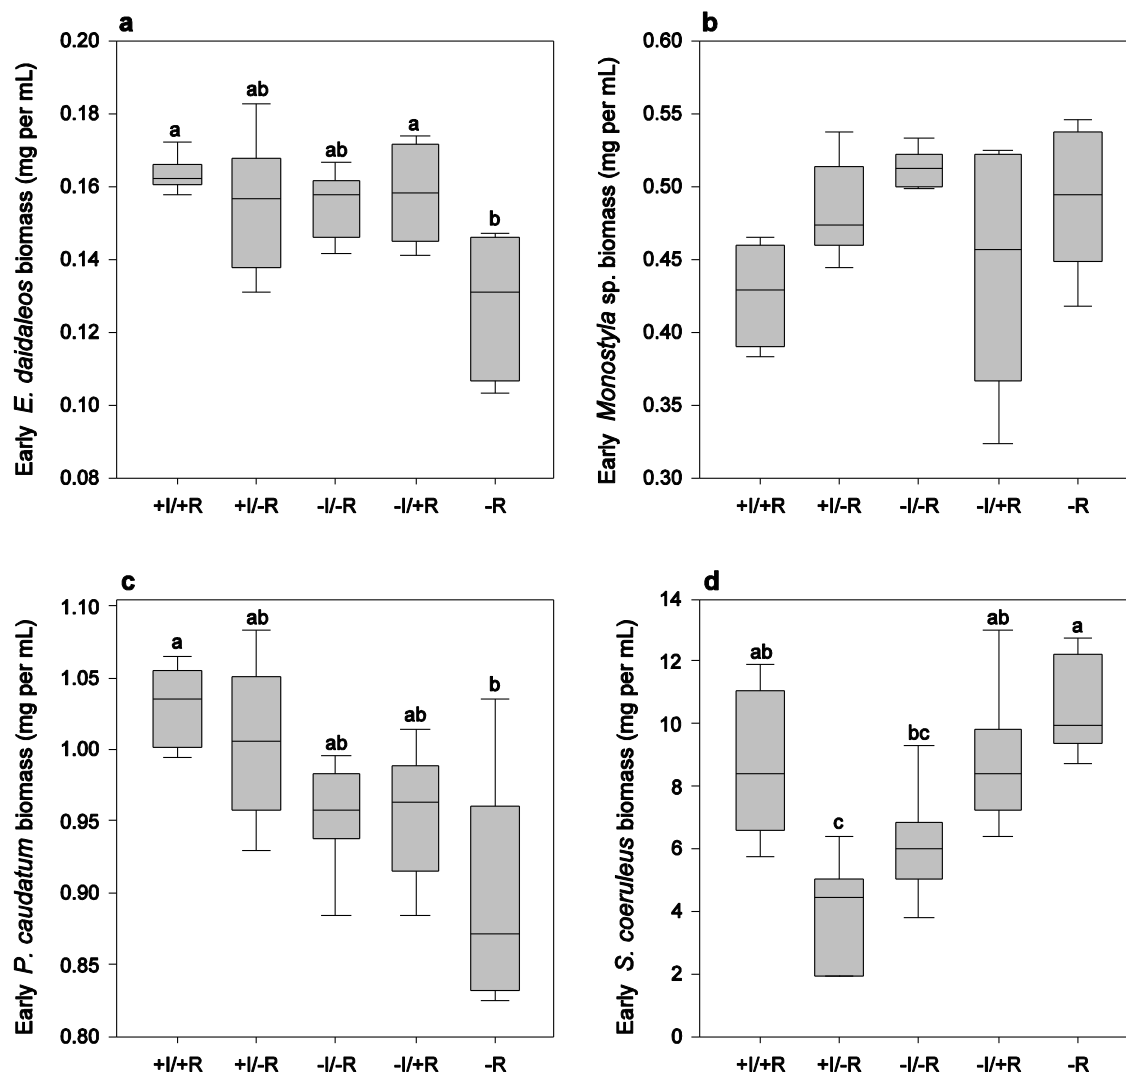 a
Early E. daidaleos biomass (mg per mL)
0.20
0.18
0.16
0.14
0.12
0.10
0.08
a
ab
ab
a
b
+I/+R
+I/-R
-I/-R
-I/+R
-R
b
Early Monostyla sp. biomass (mg per mL)
0.60
0.55
0.50
0.45
0.40
0.35
0.30
+I/+R
+I/-R
-I/-R
-I/+R
-R
c
Early P. caudatum biomass (mg per mL)
1.10
1.05
1.00
0.95
0.90
0.85
0.80
a
ab
ab
ab
b
+I/+R
+I/-R
-I/-R
-I/+R
-R
d
Early S. coeruleus biomass (mg per mL)
14
12
10
8
6
4
2
0
ab
c
bc
ab
a
+I/+R
+I/-R
-I/-R
-I/+R
-R